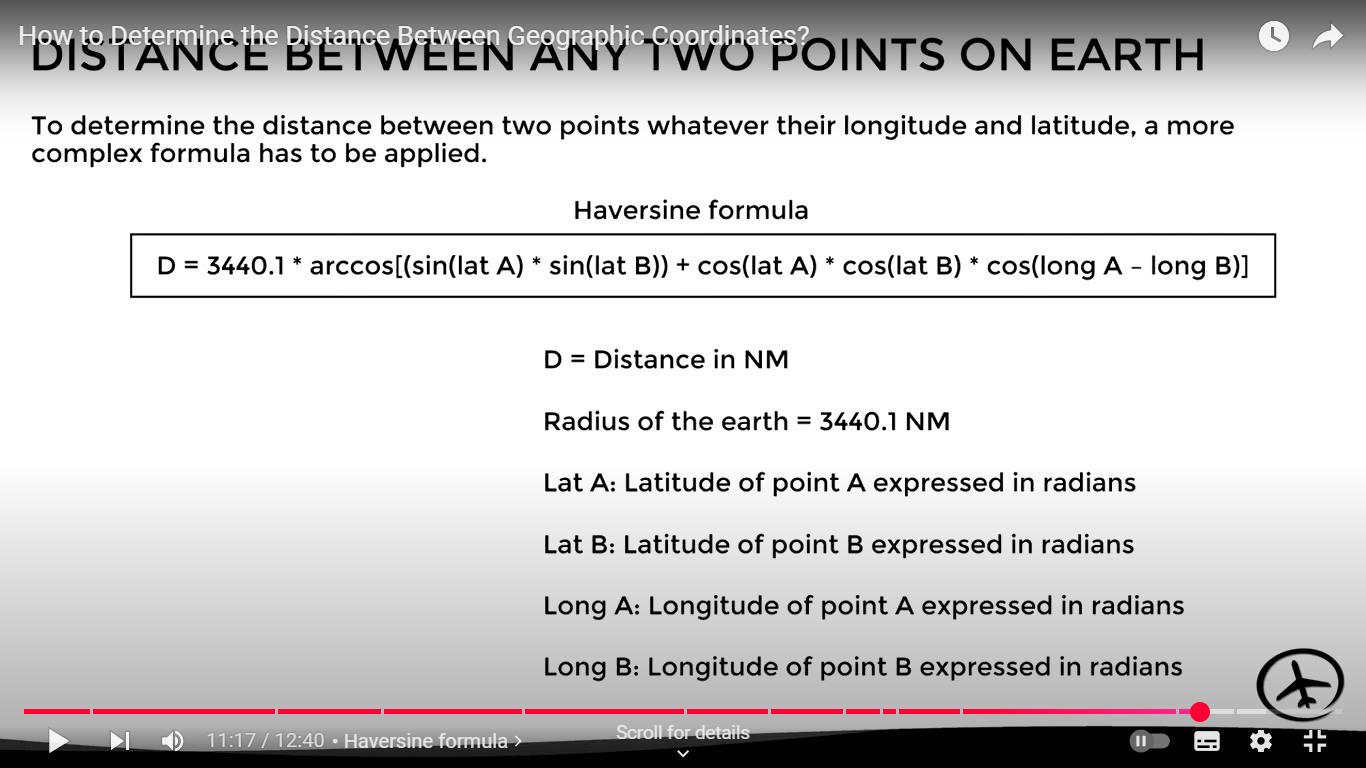 How to Determine the Distance Between Geographic Coordinates?
DISTANCE BETWEEN ANY TWO POINTS ON EARTH
To determine the distance between two points whatever their longitude and latitude, a more
complex formula has to be applied.
Haversine formula
D = 3440.1 * arccos[(sin(lat A) * sin(lat B)) + cos(lat A) * cos(lat B) * cos(long A – long B)]
D = Distance in NM
Radius of the earth = 3440.1 NM
Lat A: Latitude of point A expressed in radians
Lat B: Latitude of point B expressed in radians
Long A: Longitude of point A expressed in radians
Long B: Longitude of point B expressed in radians
Scroll for details
11:17 / 12:40 • Haversine formula ›